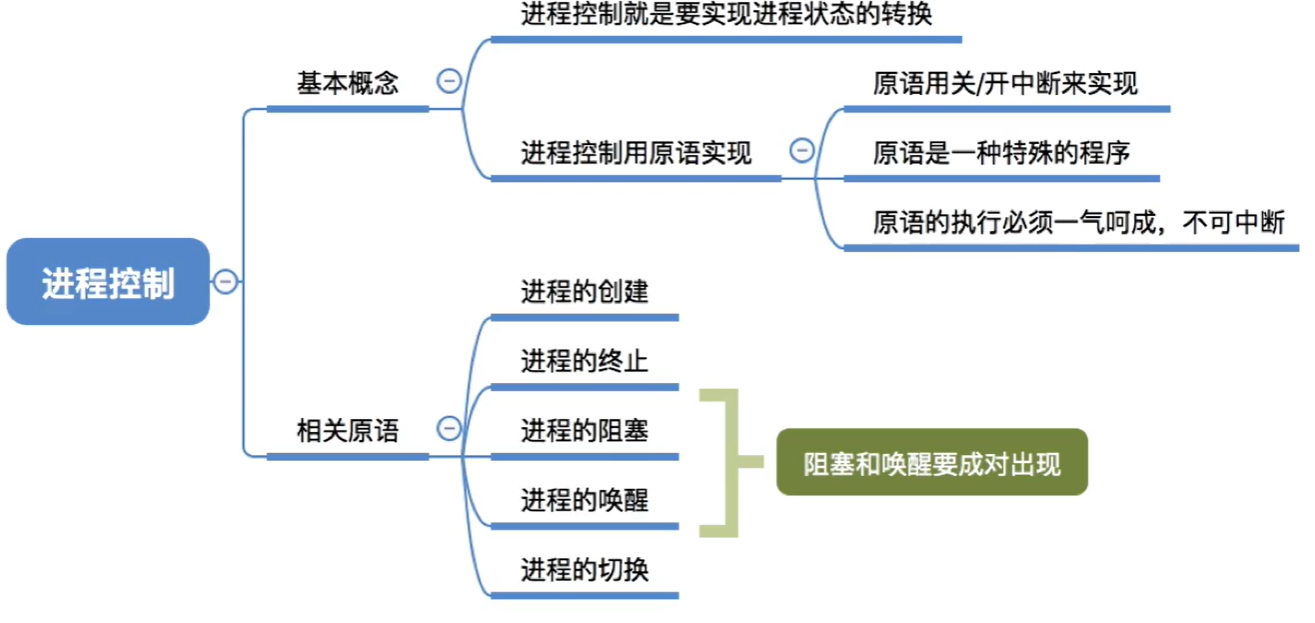 进程控制
基本概念
进程控制就是要实现进程状态的转换
进程控制用原语实现
原语用关/开中断来实现
原语是一种特殊的程序
原语的执行必须一气呵成，不可中断
相关原语
进程的创建
进程的终止
进程的阻塞
进程的唤醒
进程的切换
阻塞和唤醒要成对出现